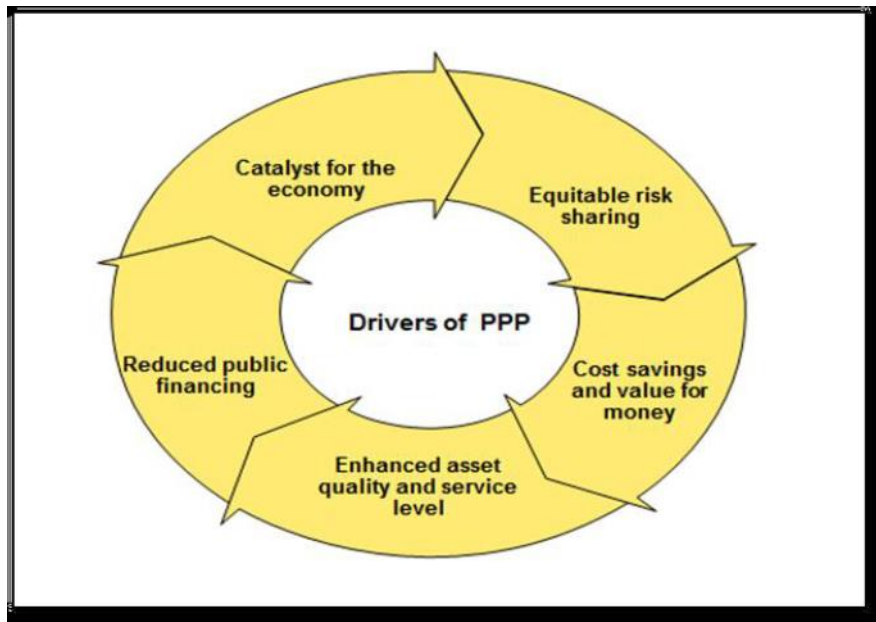 Catalyst for the
economy
Equitable risk
sharing
Drivers of PPP
Reduced public
financing
Cost savings
and value for
money
Enhanced asset
quality and service
level